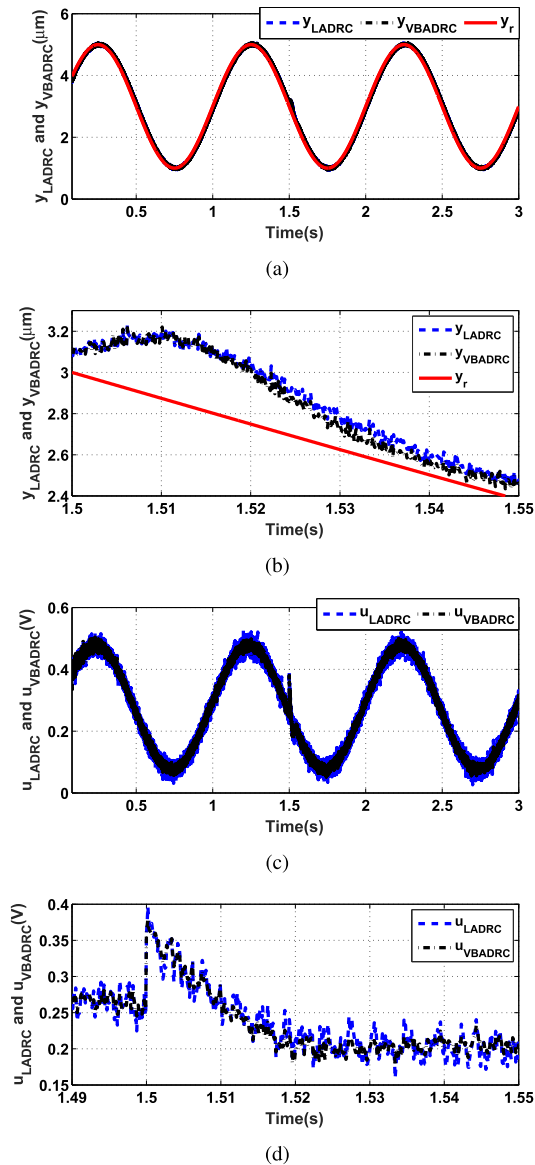 y_LADRC y_VBADRC y_r
y_LADRC and y_VBADRC(μm)
6
4
2
0
0.5 1 1.5 2 2.5 3
Time(s)
(a)
y_LADRC and y_VBADRC(μm)
3.2
3
2.8
2.6
2.4
y_LADRC
y_VBADRC
y_r
1.5 1.51 1.52 1.53 1.54 1.55
Time(s)
(b)
u_LADRC u_VBADRC
u_LADRC and u_VBADRC(V)
0.6
0.4
0.2
0
0.5 1 1.5 2 2.5 3
Time(s)
(c)
u_LADRC and u_VBADRC(V)
0.4
0.35
0.3
0.25
0.2
0.15
u_LADRC
u_VBADRC
1.49 1.5 1.51 1.52 1.53 1.54 1.55
Time(s)
(d)